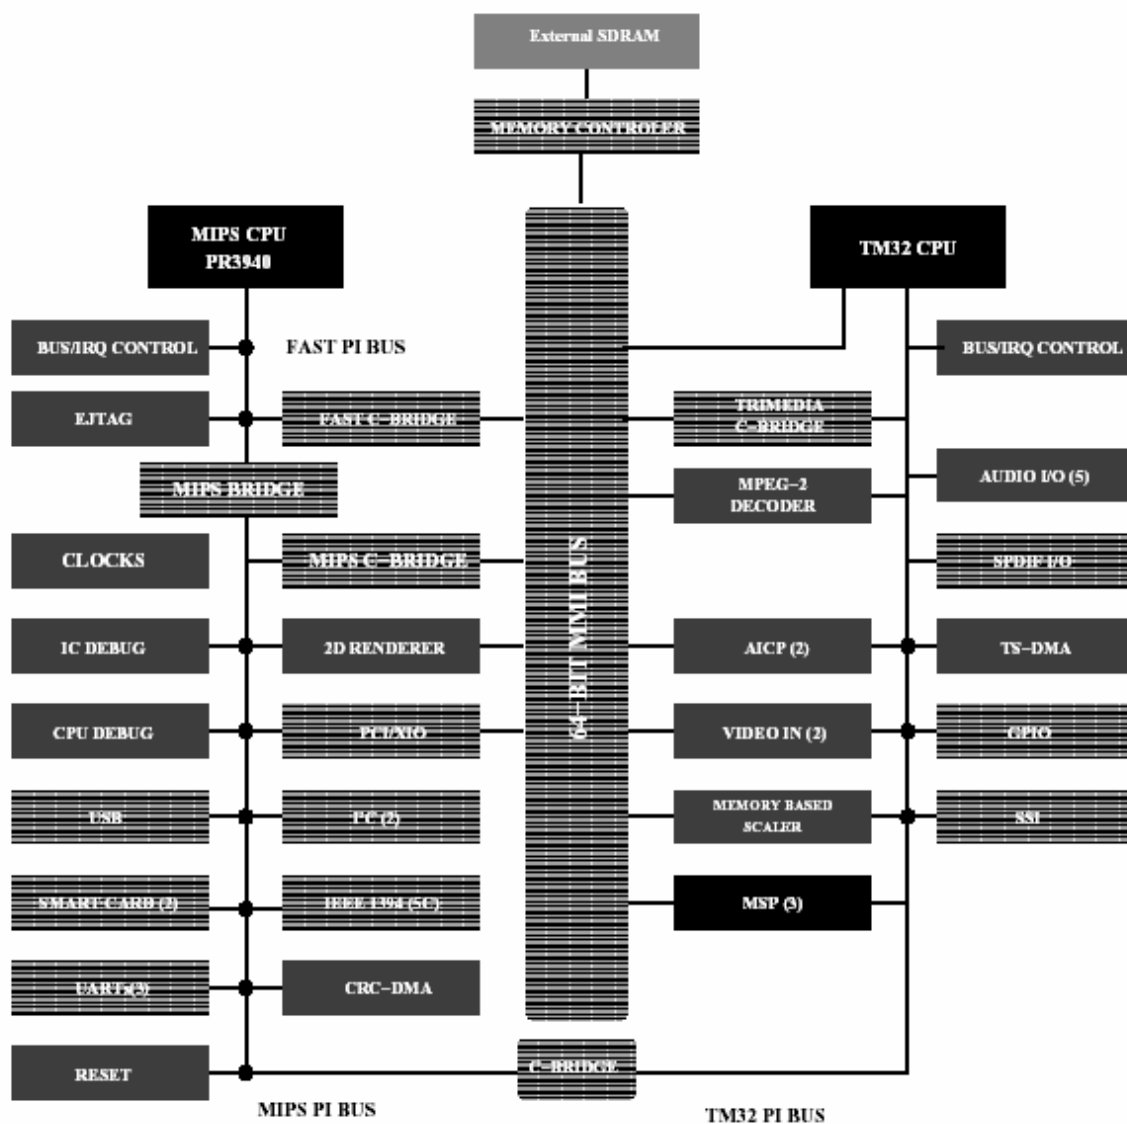 External SDRAM
MEMORY CONTROLER
MIPS CPU
PR3940
TM32 CPU
BUS/IRQ CONTROL
FAST PI BUS
BUS/IRQ CONTROL
EJTAG
FAST C-BRIDGE
TRIMEDIA
C-BRIDGE
MIPS BRIDGE
MPEG-2
DECODER
AUDIO I/O (5)
CLOCKS
MIPS C-BRIDGE
64-BIT MMI BUS
SPDIF I/O
IC DEBUG
2D RENDERER
AICP (2)
TS-DMA
CPU DEBUG
PCI/XIO
VIDEO IN (2)
GPIO
USB
I²C (2)
MEMORY BASED
SCALER
SSI
SMART CARD (2)
IEEE 1394 (5C)
MSP (3)
UARTs(3)
CRC-DMA
RESET
C-BRIDGE
MIPS PI BUS
TM32 PI BUS